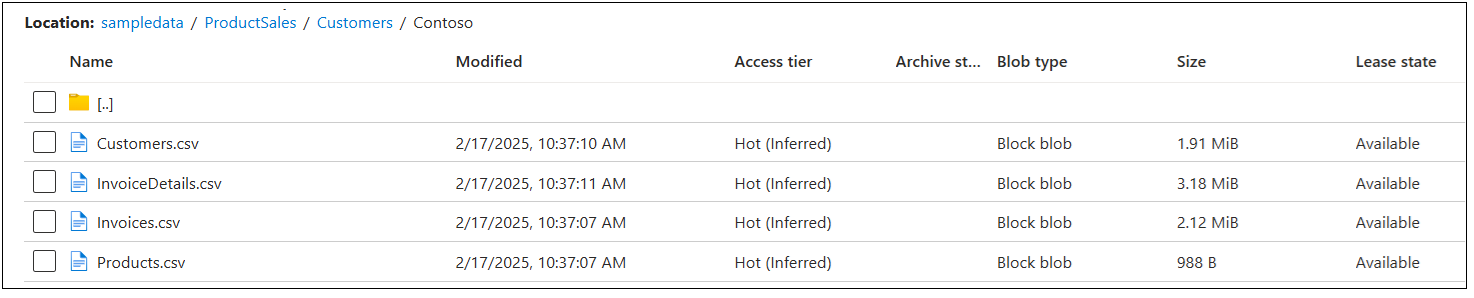 Location: sampledata / ProductSales / Customers / Contoso
Name Modified Access tier Archive st... Blob type Size Lease state
[..]
Customers.csv 2/17/2025, 10:37:10 AM Hot (Inferred) Block blob 1.91 MiB Available
InvoiceDetails.csv 2/17/2025, 10:37:11 AM Hot (Inferred) Block blob 3.18 MiB Available
Invoices.csv 2/17/2025, 10:37:07 AM Hot (Inferred) Block blob 2.12 MiB Available
Products.csv 2/17/2025, 10:37:07 AM Hot (Inferred) Block blob 988 B Available